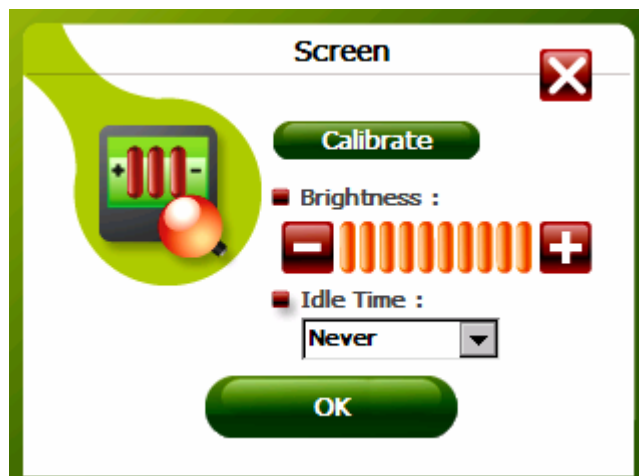 Screen
Calibrate
Brightness :
Idle Time :
Never
OK